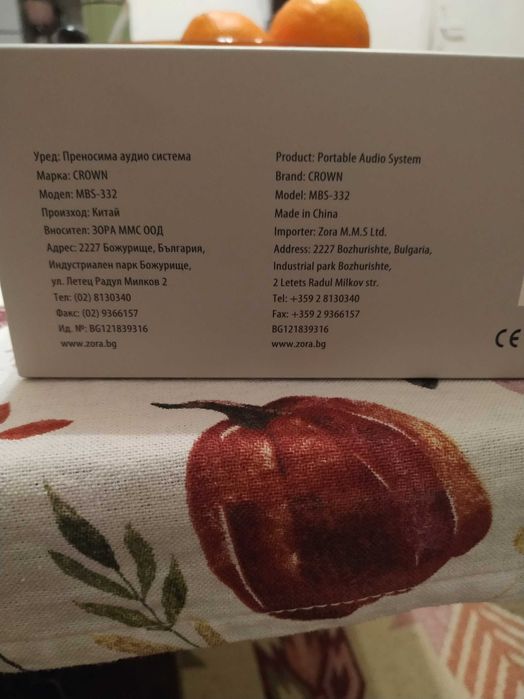 Уред: Преносима аудио система
Марка: CROWN
Модел: MBS-332
Произход: Китай
Вносител: ЗОРА ММС ООД
Адрес: 2227 Божурище, България,
Индустриален парк Божурище,
ул. Летец Радул Милков 2
Тел: (02) 8130340
Факс: (02) 9366157
Ид. №: BG121839316
www.zora.bg
Product: Portable Audio System
Brand: CROWN
Model: MBS-332
Made in China
Importer: Zora M.M.S Ltd.
Address: 2227 Bozhurishte, Bulgaria,
Industrial park Bozhurishte,
2 Letets Radul Milkov str.
Tel: +359 2 8130340
Fax: +359 2 9366157
BG121839316
www.zora.bg
CE